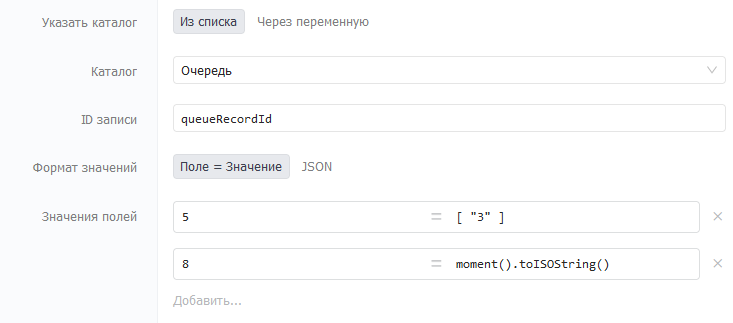 Указать каталог Из списка Через переменную
Каталог Очередь
ID записи queueRecordId
Формат значений Поле = Значение JSON
Значения полей 5 = [ "3" ] ×
8 = moment().toISOString() ×
Добавить...